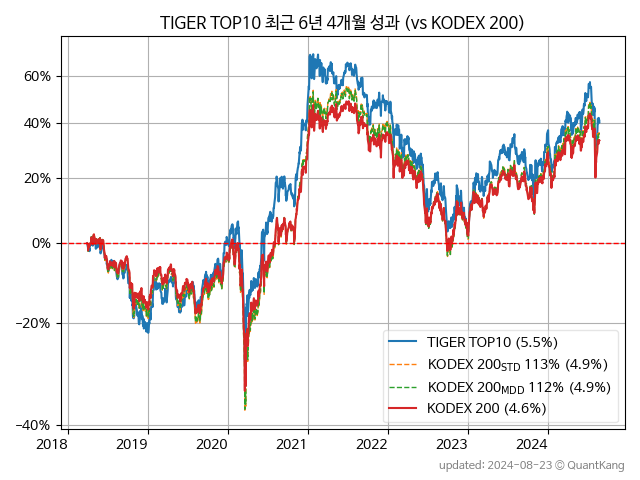 TIGER TOP10 최근 6년 4개월 성과 (vs KODEX 200)
60%
40%
20%
0%
−20%
−40%
TIGER TOP10 (5.5%)
KODEX 200STD 113% (4.9%)
KODEX 200MDD 112% (4.9%)
KODEX 200 (4.6%)
2018 2019 2020 2021 2022 2023 2024
updated: 2024-08-23 ⓒ QuantKang